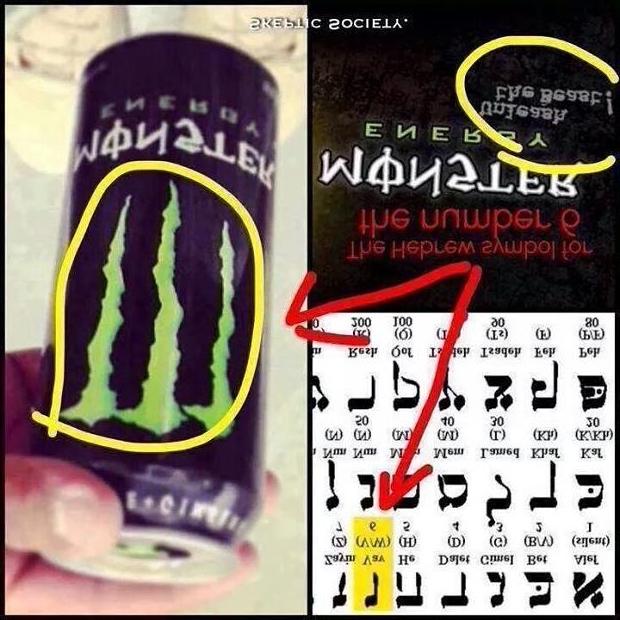 MONSTER
ENERGY
ז ו ה ד ג ב א
Zayin Vav He Dalet Gimel Bet Alef
(Z) (V/W) (H) (D) (G) (B/V) (silent)
7 6 5 4 3 2 1
ן נ ם מ ל כ כּ
Nun Nun Mem Mem Lamed Khaf Kaf
(N) (N) (M) (M) (L) (Kh) (K/Kh)
50 40 30 20
ר ק ץ צ פ פּ
Resh Qof Tsadeh Tsadeh Feh Peh
(R) (Q) (Ts) (F) (P/F)
200 100 90 80
The Hebrew symbol for
the number 6
MONSTER
ENERGY
Unleash
the Beast!
SKEPTIC SOCIETY.